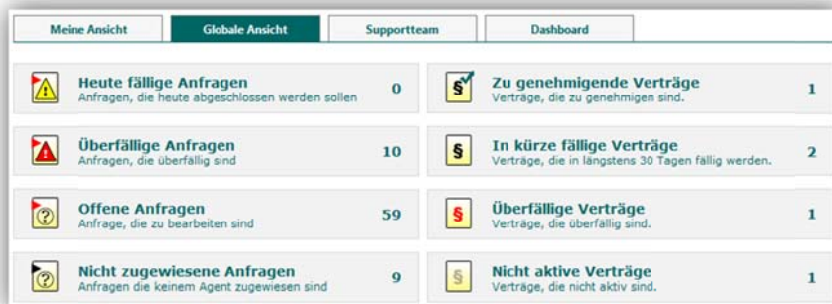 Meine Ansicht
Globale Ansicht
Supportteam
Dashboard
Heute fällige Anfragen
Anfragen, die heute abgeschlossen werden sollen
0
Überfällige Anfragen
Anfragen, die überfällig sind
10
Offene Anfragen
Anfrage, die zu bearbeiten sind
59
Nicht zugewiesene Anfragen
Anfragen die keinem Agent zugewiesen sind
9
Zu genehmigende Verträge
Verträge, die zu genehmigen sind.
1
In kürze fällige Verträge
Verträge, die in längstens 30 Tagen fällig werden.
2
Überfällige Verträge
Verträge, die überfällig sind.
1
Nicht aktive Verträge
Verträge, die nicht aktiv sind.
1